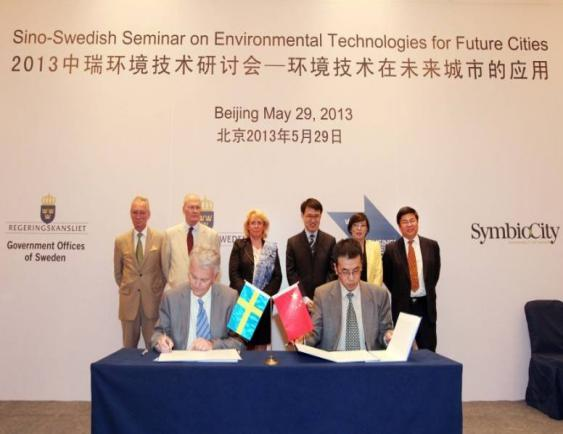 Sino-Swedish Seminar on Environmental Technologies for Future Cities
2013中瑞环境技术研讨会—环境技术在未来城市的应用
Beijing May 29, 2013
北京2013年5月29日
REGERINGSKANSLIET
Government Offices
of Sweden
SymbioCity